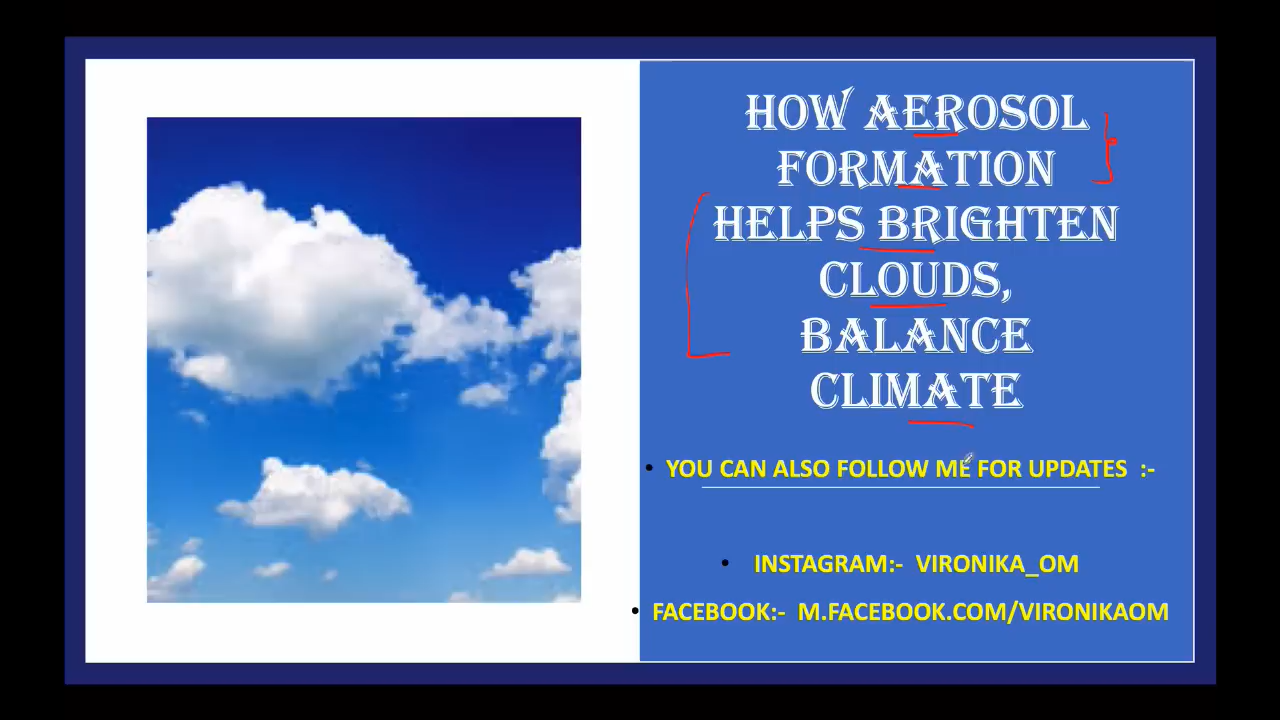 HOW AEROSOL
FORMATION
HELPS BRIGHTEN
CLOUDS,
BALANCE
CLIMATE
• YOU CAN ALSO FOLLOW ME FOR UPDATES :-
• INSTAGRAM:- VIRONIKA_OM
• FACEBOOK:- M.FACEBOOK.COM/VIRONIKAOM